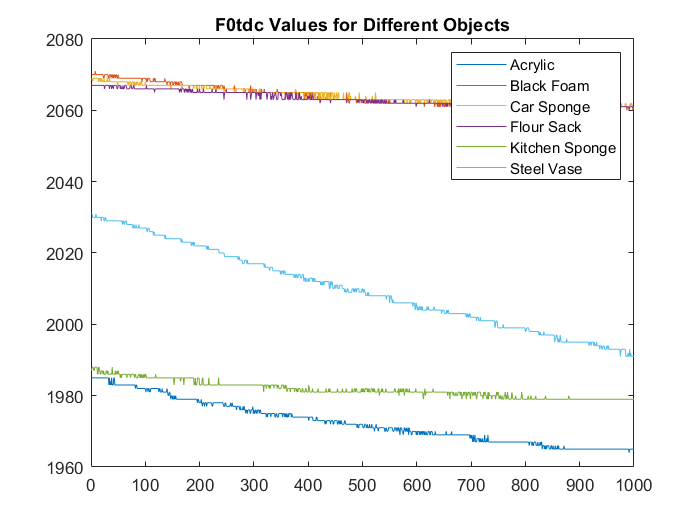 F0tdc Values for Different Objects
2080
2060
2040
2020
2000
1980
1960
Acrylic
Black Foam
Car Sponge
Flour Sack
Kitchen Sponge
Steel Vase
0 100 200 300 400 500 600 700 800 900 1000